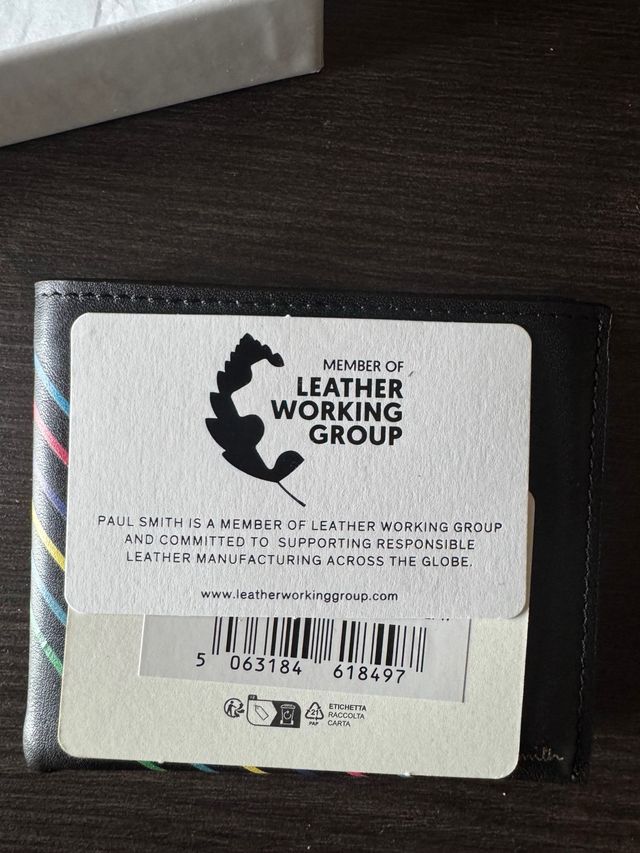 MEMBER OF
LEATHER
WORKING
GROUP
PAUL SMITH IS A MEMBER OF LEATHER WORKING GROUP
AND COMMITTED TO SUPPORTING RESPONSIBLE
LEATHER MANUFACTURING ACROSS THE GLOBE.
www.leatherworkinggroup.com
5 063184 618497
21
PAP
ETICHETTA
RACCOLTA
CARTA